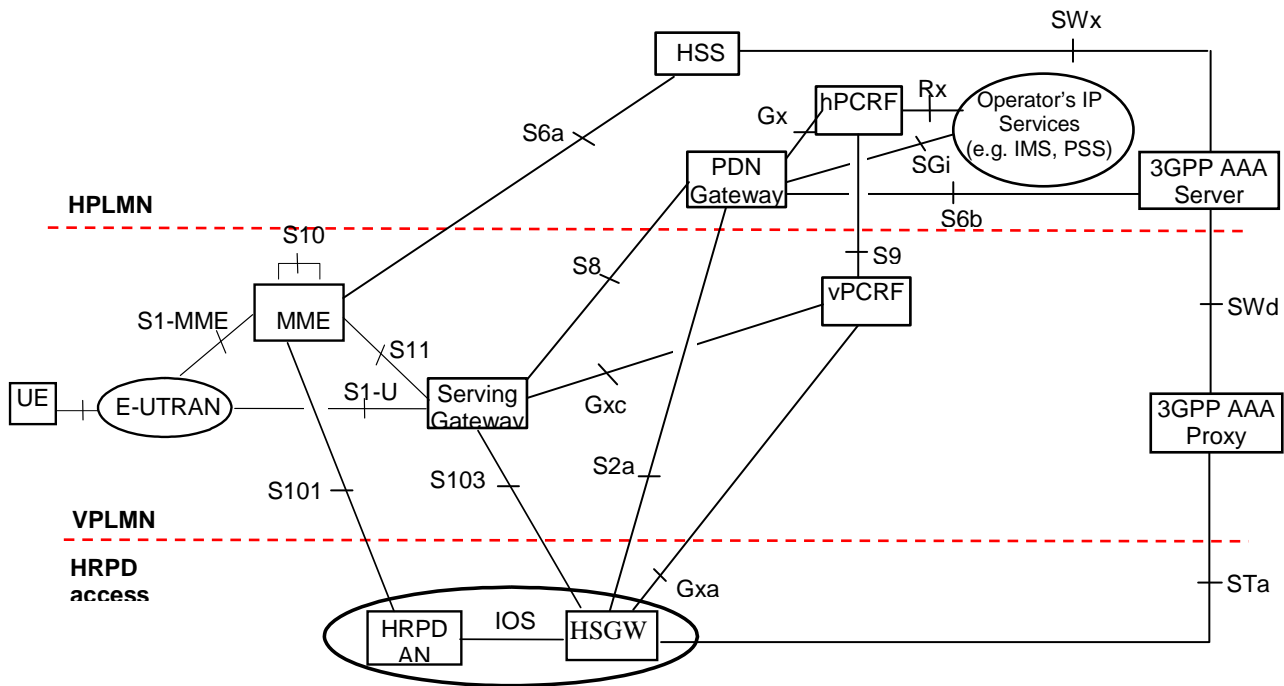 SWx
HSS
Rx
hPCRF
Operator's IP
Services
(e.g. IMS, PSS)
Gx
S6a
SGi
PDN
Gateway
3GPP AAA
Server
HPLMN
S6b
S10
S9
S8
vPCRF
SWd
S1-MME
MME
S11
S1-U
UE
E-UTRAN
Serving
Gateway
Gxc
3GPP AAA
Proxy
S2a
S101
S103
VPLMN
HRPD
access
Gxa
STa
IOS
HRPD
AN
HSGW